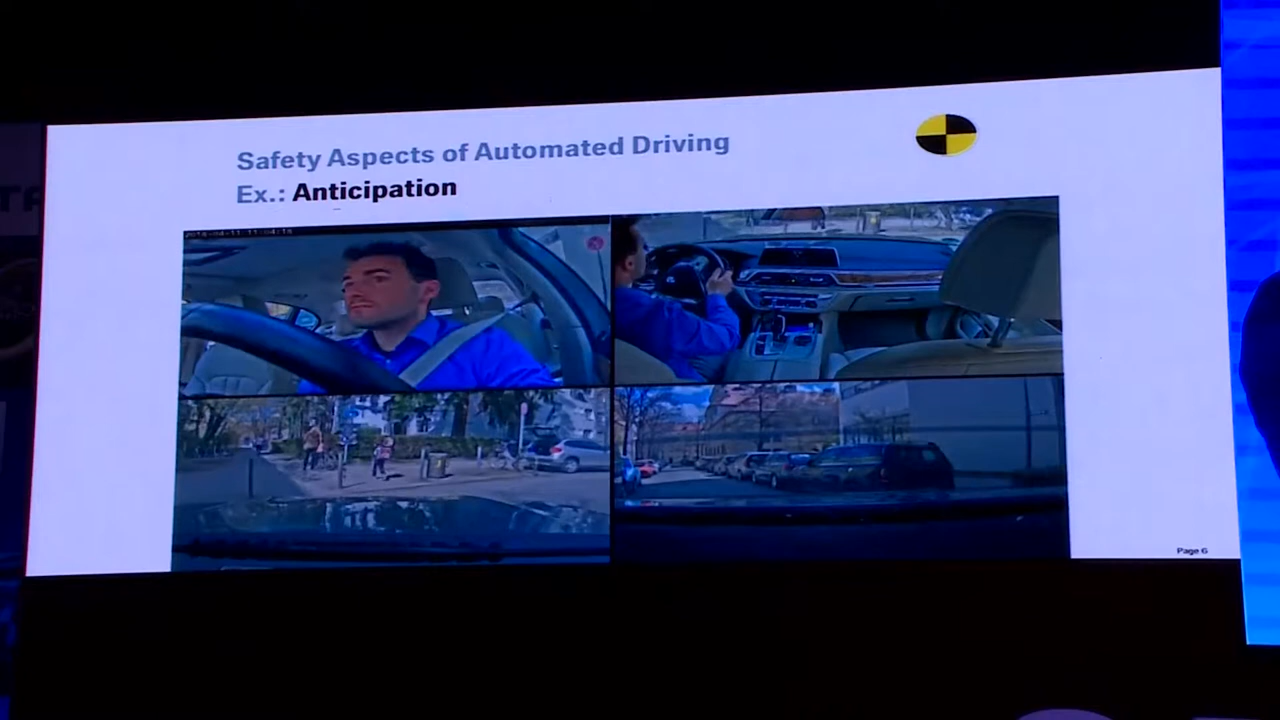 Safety Aspects of Automated Driving
Ex.: Anticipation
Page 6